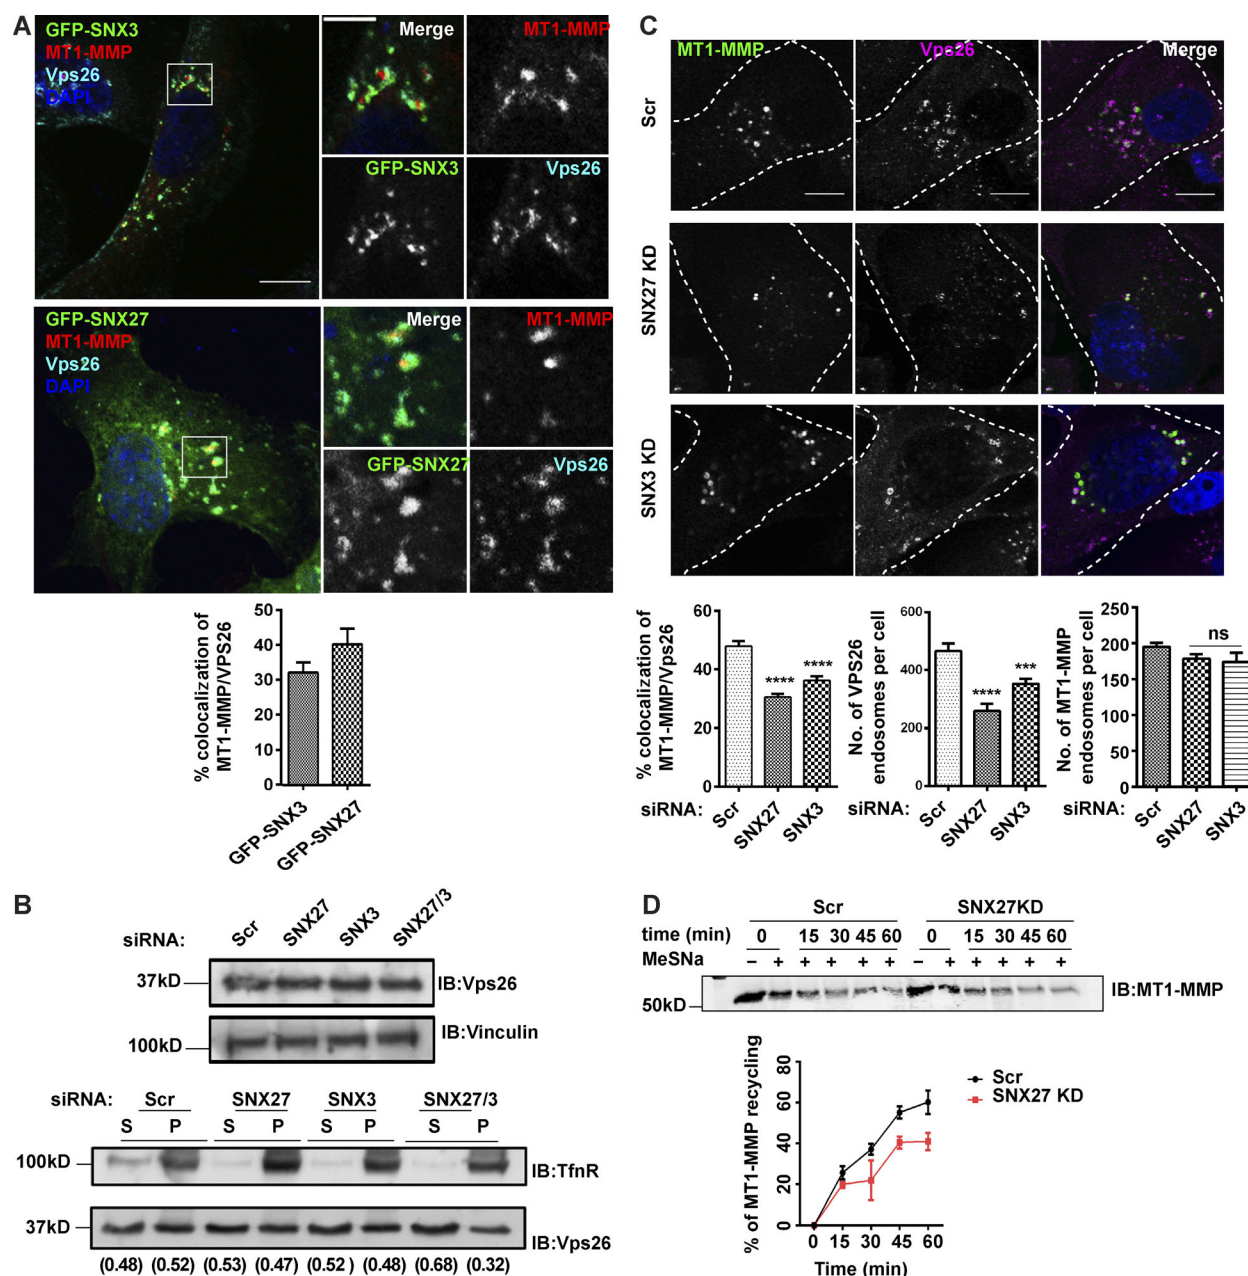 A
GFP-SNX3
MT1-MMP
Vps26
DAPI
Merge
MT1-MMP
GFP-SNX3
Vps26
GFP-SNX27
MT1-MMP
Vps26
DAPI
Merge
MT1-MMP
GFP-SNX27
Vps26
% colocalization of
MT1-MMP/VPS26
50
40
30
20
10
0
GFP-SNX3
GFP-SNX27
C
MT1-MMP
Vps26
Merge
Scr
SNX27 KD
SNX3 KD
% colocalization of
MT1-MMP/Vps26
60
40
20
0
****
****
siRNA:
Scr
SNX27
SNX3
No. of VPS26
endosomes per cell
600
400
200
0
****
***
siRNA:
Scr
SNX27
SNX3
No. of MT1-MMP
endosomes per cell
200
150
100
50
0
ns
siRNA:
Scr
SNX27
SNX3
B
siRNA:
Scr
SNX27
SNX3
SNX27/3
37kD
IB:Vps26
100kD
IB:Vinculin
siRNA: Scr SNX27 SNX3 SNX27/3
S P S P S P S P
100kD
IB:TfnR
37kD
IB:Vps26
(0.48) (0.52) (0.53) (0.47) (0.52) (0.48) (0.68) (0.32)
D
Scr SNX27KD
time (min) 0 15 30 45 60 0 15 30 45 60
MeSNa – + + + + + – + + + + +
50kD
IB:MT1-MMP
% of MT1-MMP recycling
80
60
40
20
0
Scr
SNX27 KD
0 15 30 45 60
Time (min)